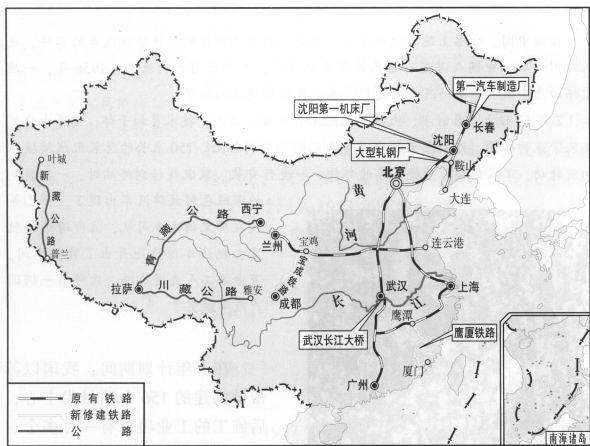 第一汽车制造厂
沈阳第一机床厂
长春
沈阳
大型轧钢厂
鞍山
北京
大连
叶城
新藏公路
普兰
黄河
西宁
青藏公路
兰州
宝鸡
连云港
宝成铁路
拉萨
川藏公路
雅安
成都
长江
武汉
上海
武汉长江大桥
鹰潭
鹰厦铁路
厦门
广州
原有铁路
新修建铁路
公路
南海诸岛